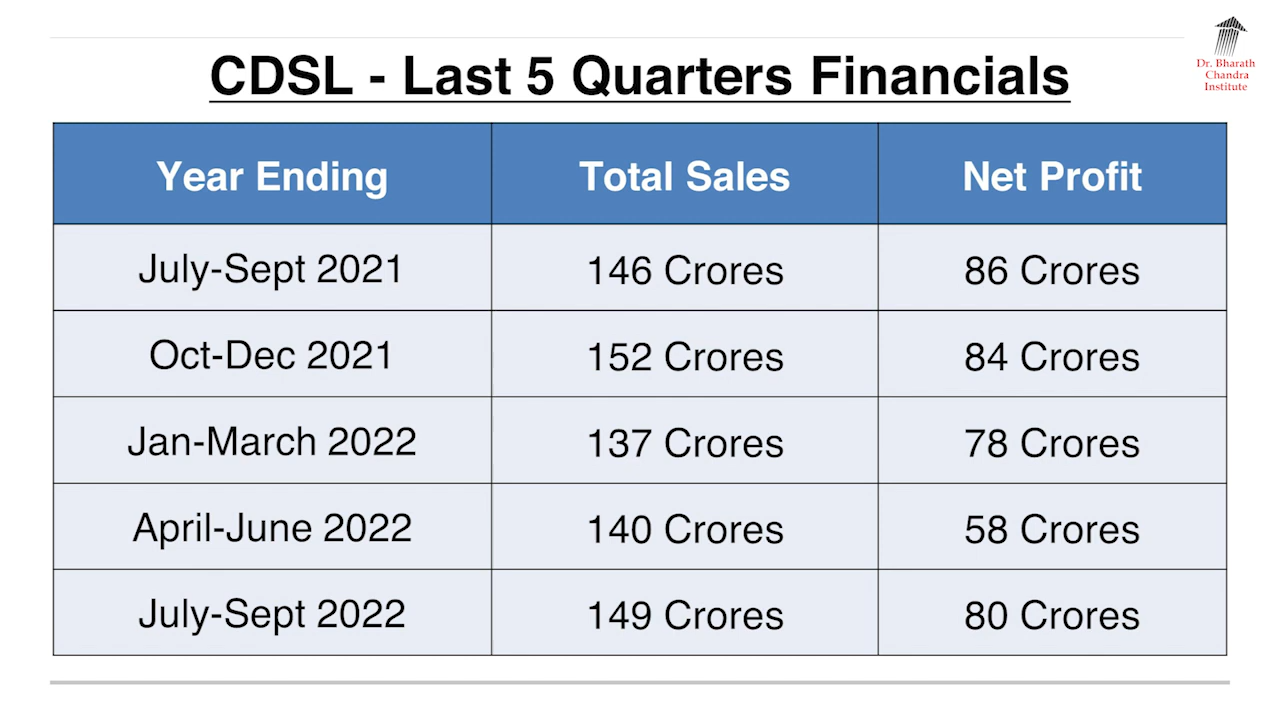 CDSL - Last 5 Quarters Financials
Dr. Bharath
Chandra
Institute
Year Ending Total Sales Net Profit
July-Sept 2021 146 Crores 86 Crores
Oct-Dec 2021 152 Crores 84 Crores
Jan-March 2022 137 Crores 78 Crores
April-June 2022 140 Crores 58 Crores
July-Sept 2022 149 Crores 80 Crores